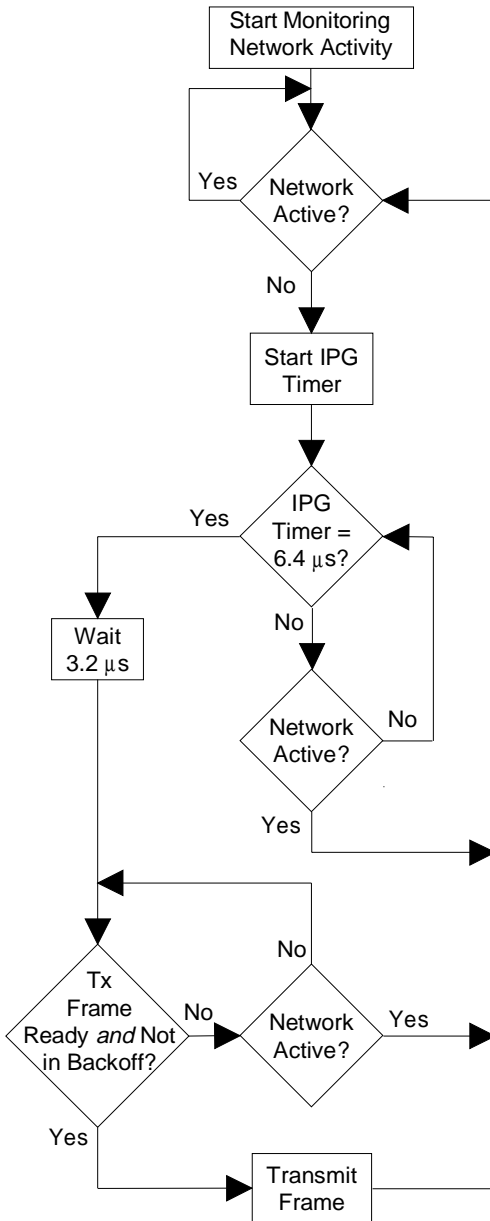 Start Monitoring
Network Activity
Yes
Network
Active?
No
Start IPG
Timer
Yes
IPG
Timer =
6.4 μs?
No
Wait
3.2 μs
Network
Active?
No
Yes
No
Tx
Frame
Ready and Not
in Backoff?
No
Network
Active?
Yes
Yes
Transmit
Frame